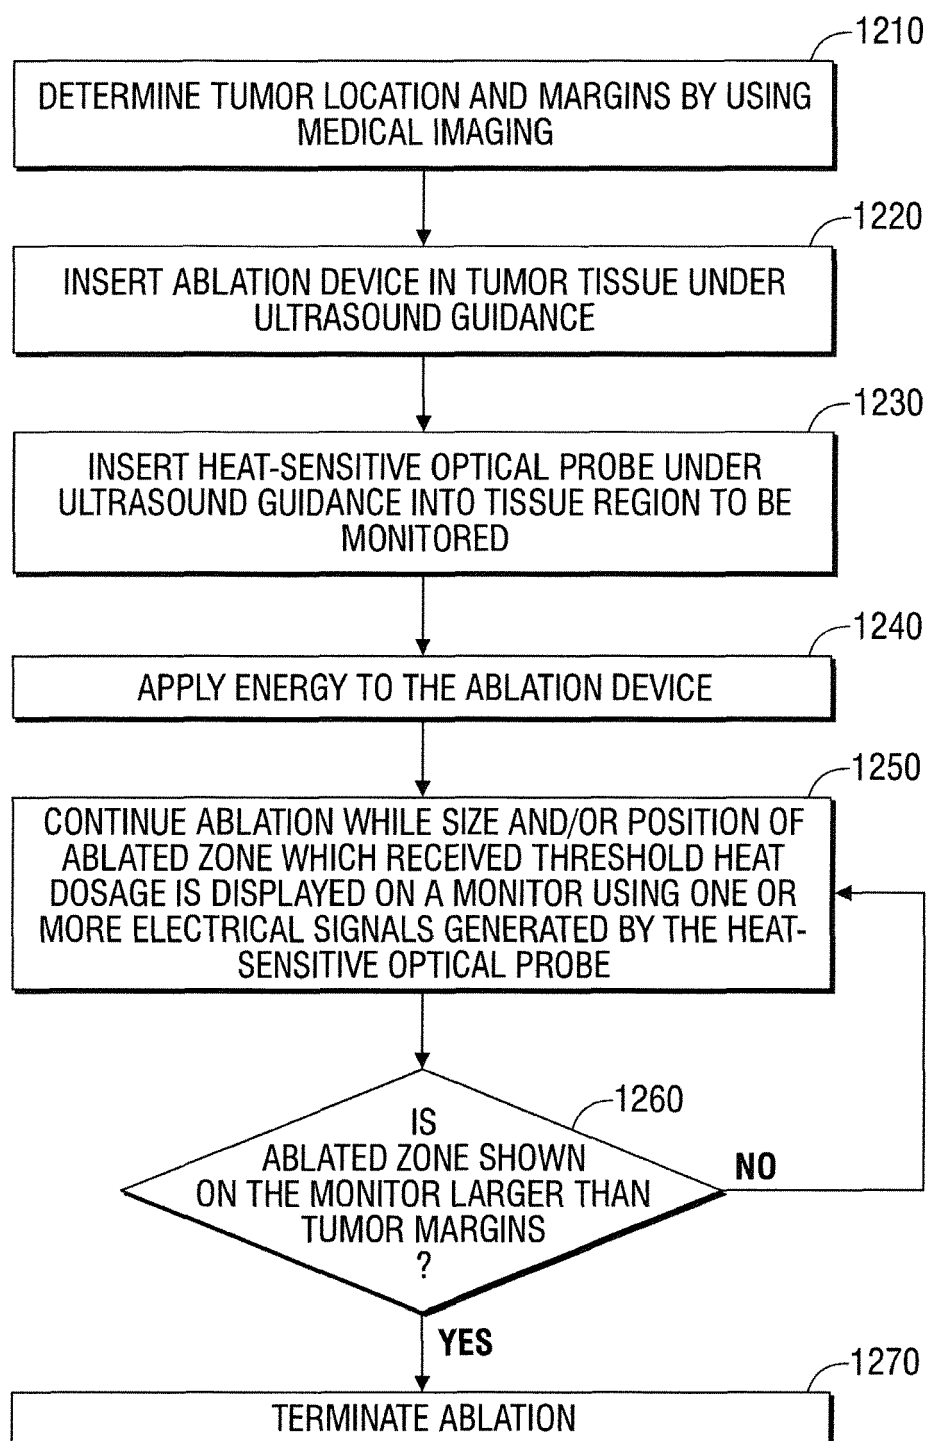 1210
DETERMINE TUMOR LOCATION AND MARGINS BY USING
MEDICAL IMAGING
1220
INSERT ABLATION DEVICE IN TUMOR TISSUE UNDER
ULTRASOUND GUIDANCE
1230
INSERT HEAT-SENSITIVE OPTICAL PROBE UNDER
ULTRASOUND GUIDANCE INTO TISSUE REGION TO BE
MONITORED
1240
APPLY ENERGY TO THE ABLATION DEVICE
1250
CONTINUE ABLATION WHILE SIZE AND/OR POSITION OF
ABLATED ZONE WHICH RECEIVED THRESHOLD HEAT
DOSAGE IS DISPLAYED ON A MONITOR USING ONE OR
MORE ELECTRICAL SIGNALS GENERATED BY THE HEAT-
SENSITIVE OPTICAL PROBE
1260
IS
ABLATED ZONE SHOWN
ON THE MONITOR LARGER THAN
TUMOR MARGINS
?
NO
YES
1270
TERMINATE ABLATION